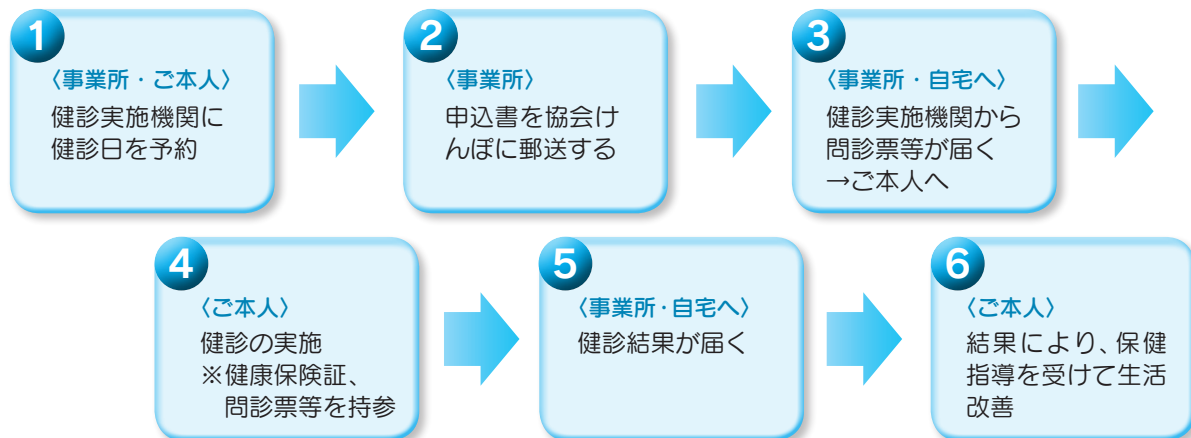 1
〈事業所・ご本人〉
健診実施機関に
健診日を予約
2
〈事業所〉
申込書を協会け
んぽに郵送する
3
〈事業所・自宅へ〉
健診実施機関から
問診票等が届く
→ご本人へ
4
〈ご本人〉
健診の実施
※健康保険証、
問診票等を持参
5
〈事業所・自宅へ〉
健診結果が届く
6
〈ご本人〉
結果により、保健
指導を受けて生活
改善